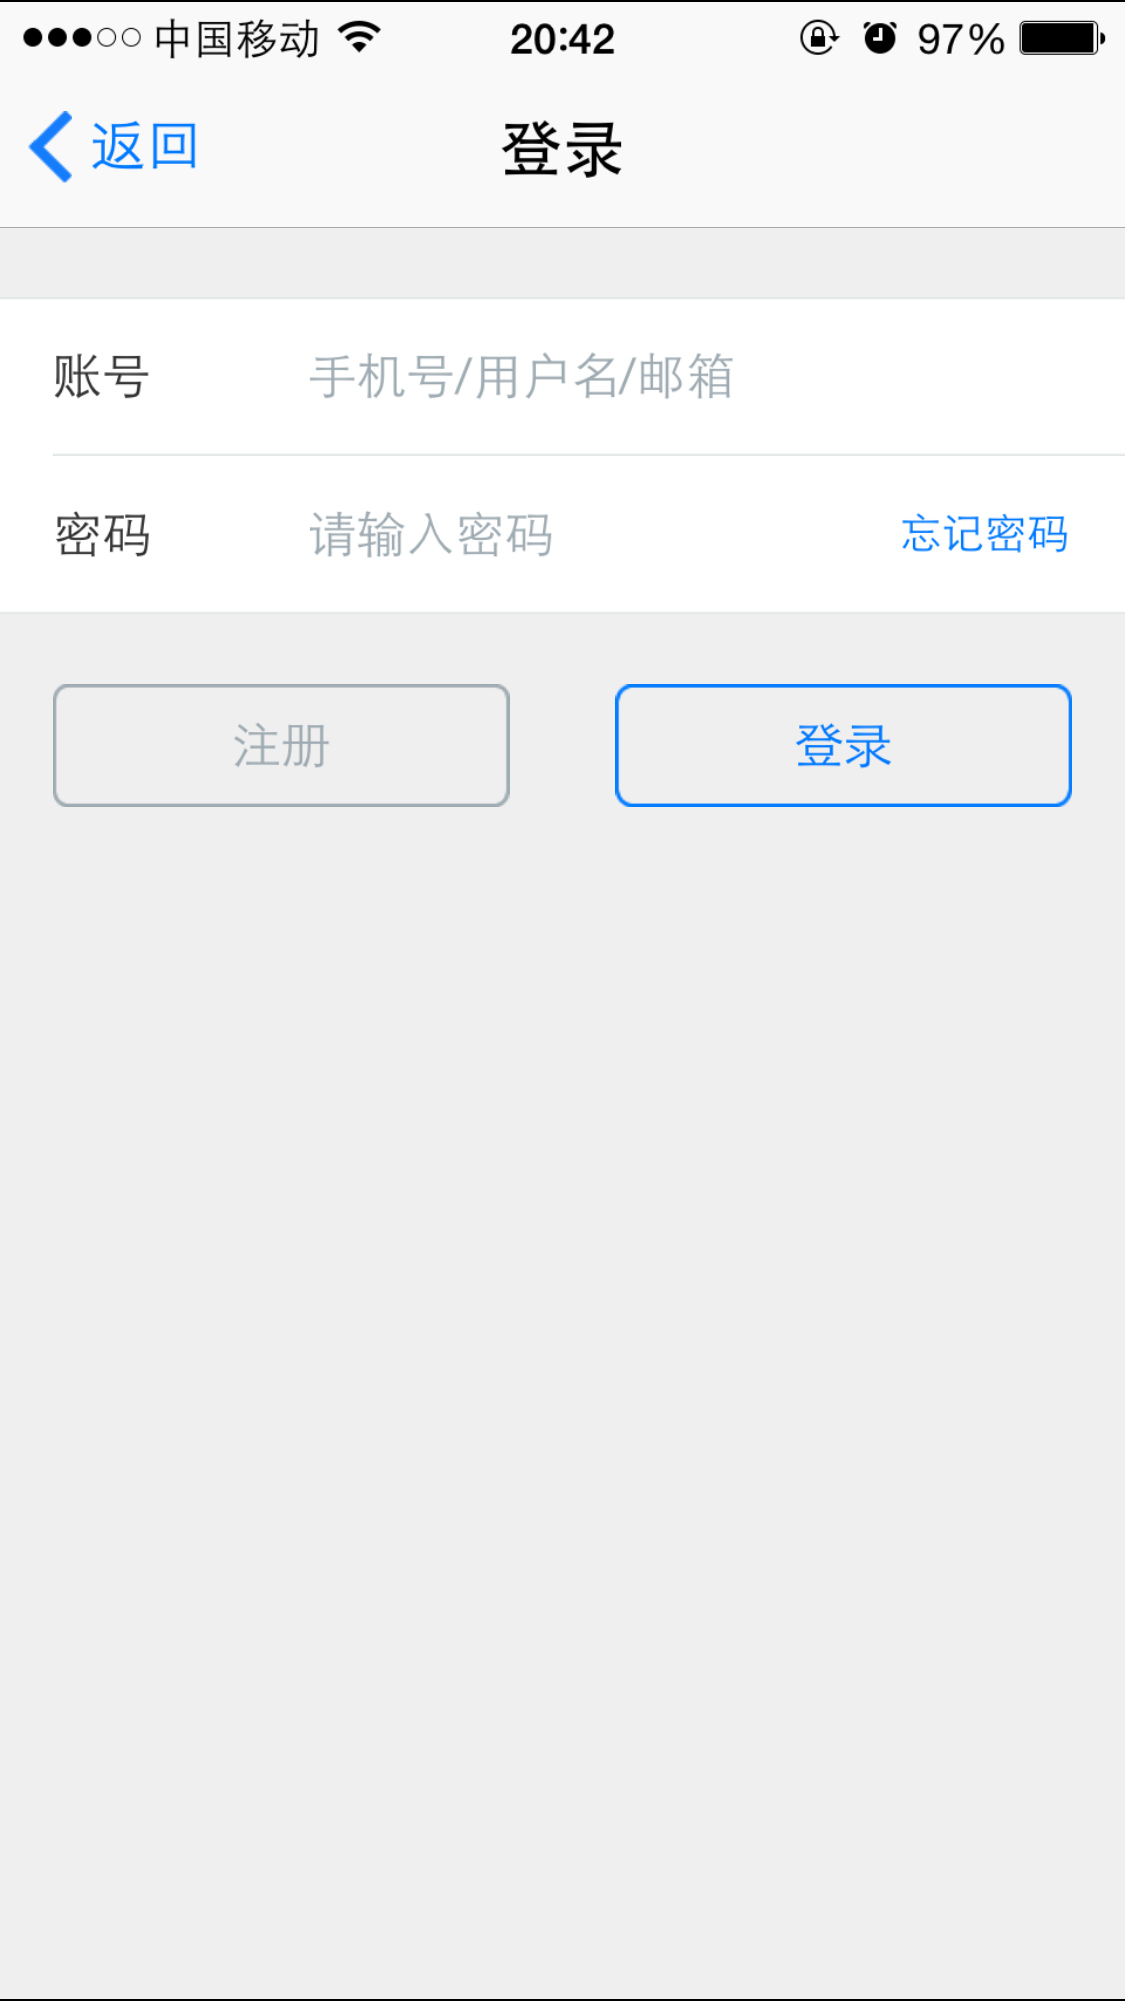 中国移动 20:42 97%
返回 登录
账号 手机号/用户名/邮箱
密码 请输入密码 忘记密码
注册 登录